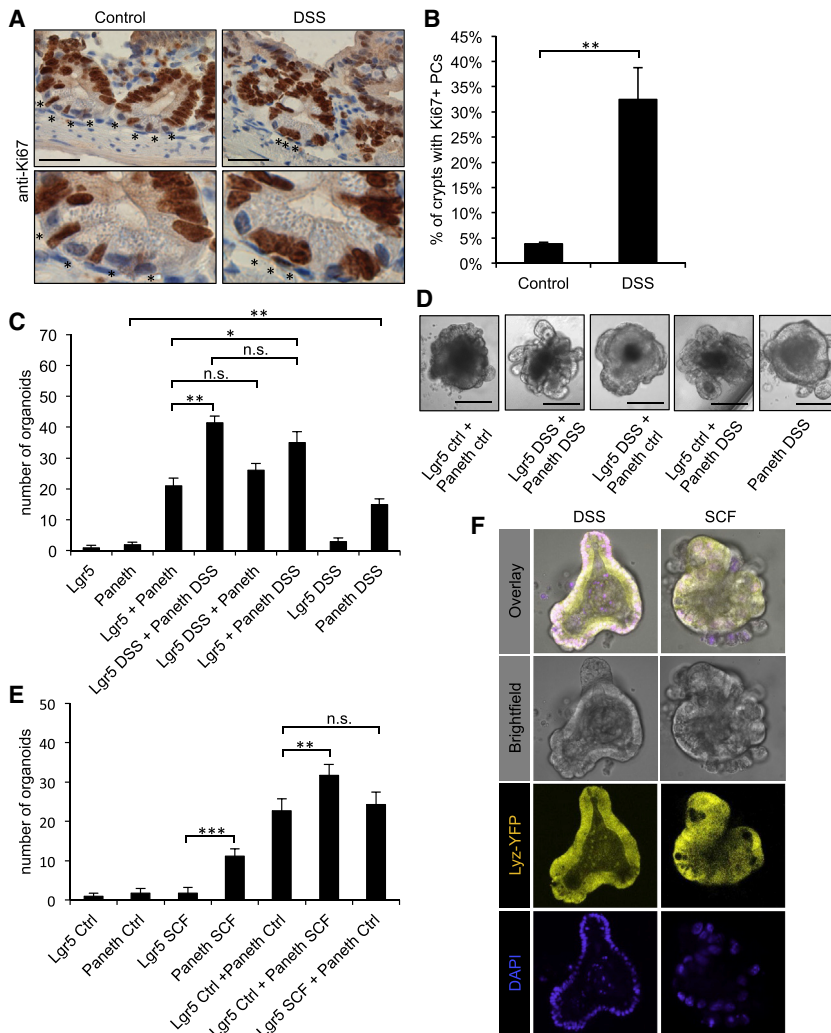 A
Control
DSS
anti-Ki67
*
* * * * * * *
* * *
*
* * *
* * *
B
% of crypts with Ki67+ PCs
45%
40%
35%
30%
25%
20%
15%
10%
5%
0%
**
Control
DSS
C
number of organoids
70
60
50
40
30
20
10
0
**
*
n.s.
n.s.
**
Lgr5
Paneth
Lgr5 + Paneth
Lgr5 DSS + Paneth DSS
Lgr5 DSS + Paneth
Lgr5 + Paneth DSS
Lgr5 DSS
Paneth DSS
D
Lgr5 ctrl +
Paneth ctrl
Lgr5 DSS +
Paneth DSS
Lgr5 DSS +
Paneth ctrl
Lgr5 ctrl +
Paneth DSS
Paneth DSS
E
number of organoids
50
40
30
20
10
0
n.s.
**
***
Lgr5 Ctrl
Paneth Ctrl
Lgr5 SCF
Paneth SCF
Lgr5 Ctrl +Paneth Ctrl
Lgr5 Ctrl + Paneth SCF
Lgr5 SCF + Paneth Ctrl
F
DSS
SCF
Overlay
Brightfield
Lyz-YFP
DAPI